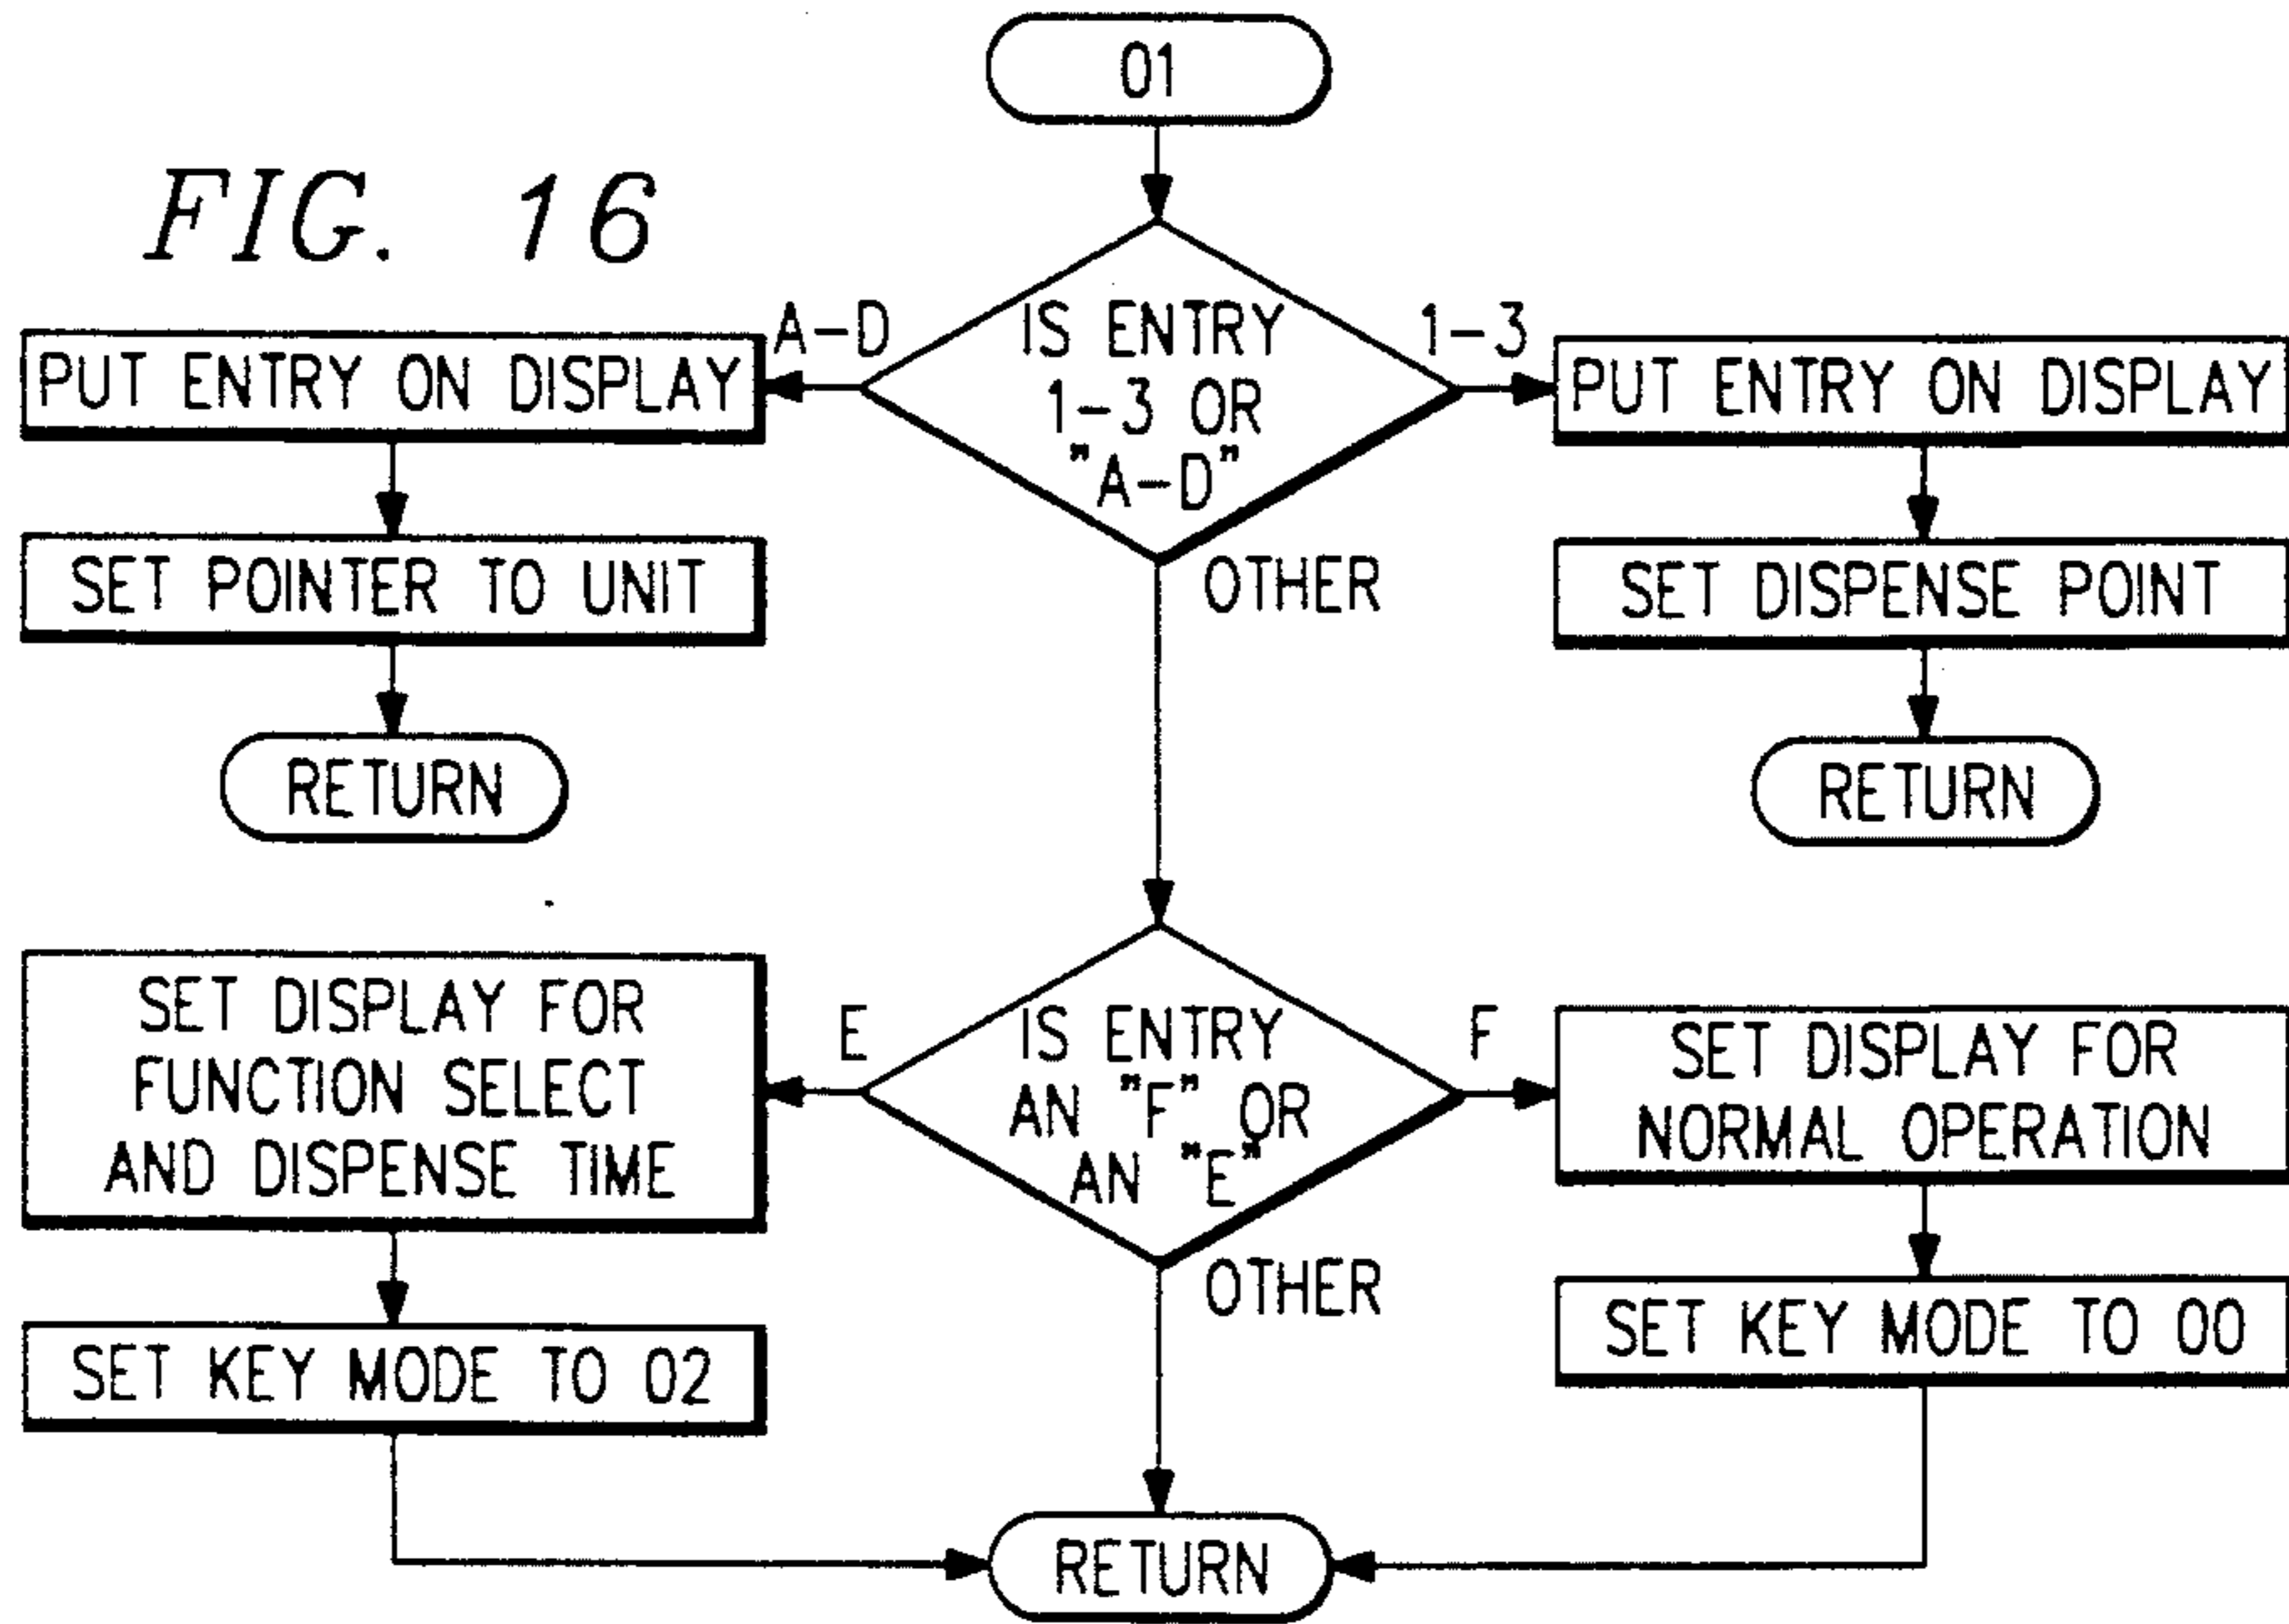 01
FIG. 16
IS ENTRY
1-3 OR
"A-D"
A-D
1-3
OTHER
PUT ENTRY ON DISPLAY
SET POINTER TO UNIT
RETURN
PUT ENTRY ON DISPLAY
SET DISPENSE POINT
RETURN
IS ENTRY
AN "F" OR
AN "E"
E
F
OTHER
SET DISPLAY FOR
FUNCTION SELECT
AND DISPENSE TIME
SET KEY MODE TO 02
SET DISPLAY FOR
NORMAL OPERATION
SET KEY MODE TO 00
RETURN